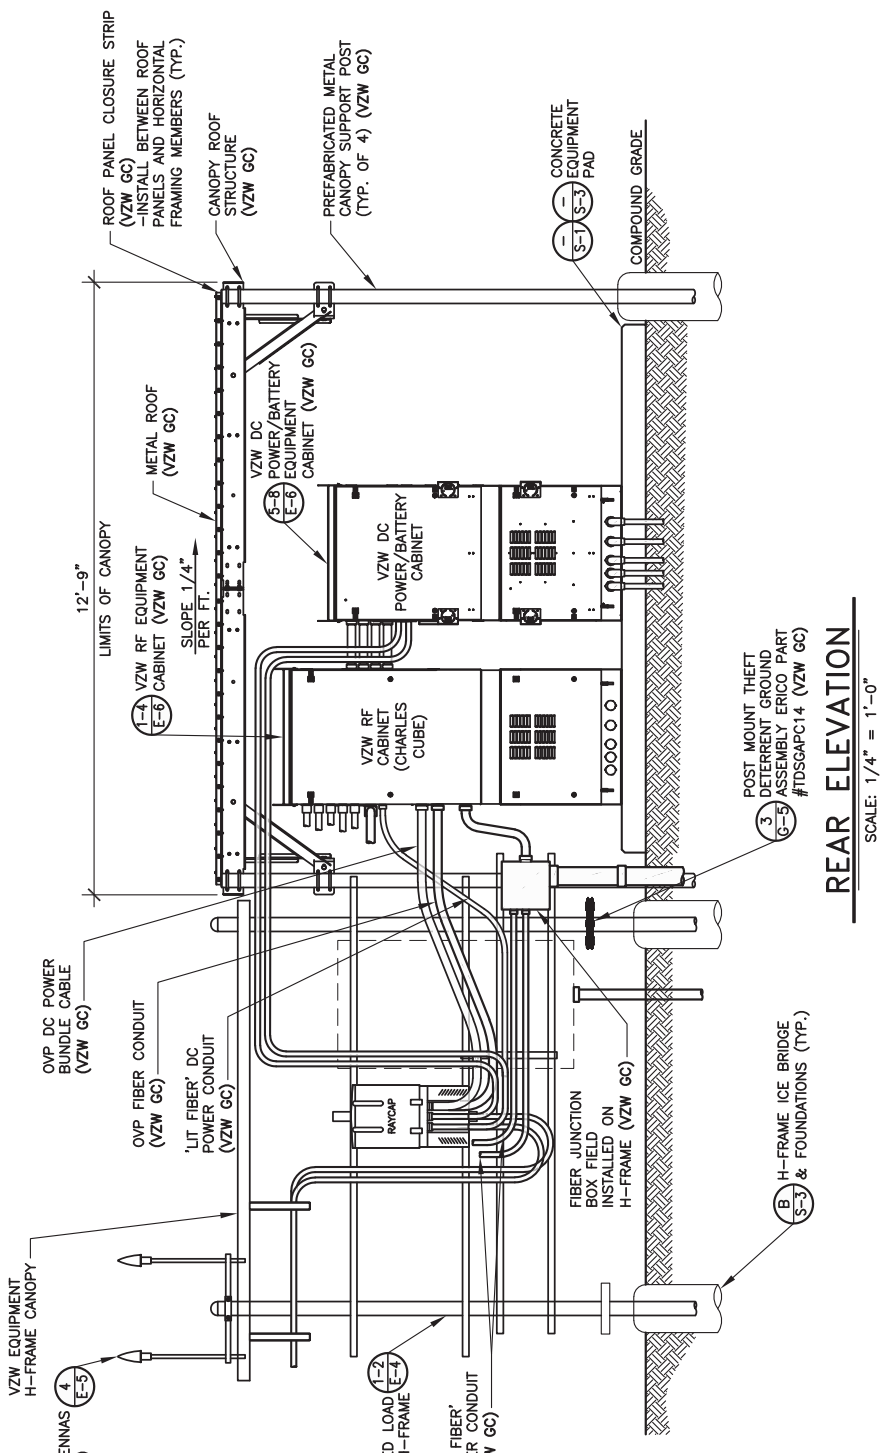 ROOF PANEL CLOSURE STRIP
(VZW GC)
-INSTALL BETWEEN ROOF
PANELS AND HORIZONTAL
FRAMING MEMBERS (TYP.)
CANOPY ROOF
STRUCTURE
(VZW GC)
PREFABRICATED METAL
CANOPY SUPPORT POST
(TYP. OF 4) (VZW GC)
-
S-1
-
S-3
CONCRETE
EQUIPMENT
PAD
COMPOUND GRADE
12'-9"
LIMITS OF CANOPY
METAL ROOF
(VZW GC)
SLOPE 1/4"
PER FT.
1-4
E-6
VZW RF EQUIPMENT
CABINET (VZW GC)
5-8
E-6
VZW DC
POWER/BATTERY
EQUIPMENT
CABINET (VZW GC)
VZW DC
POWER/BATTERY
CABINET
VZW RF
CABINET
(CHARLES
CUBE)
POST MOUNT THEFT
DETERRENT GROUND
ASSEMBLY ERICO PART
#TDSGAPC14 (VZW GC)
3
G-5
OVP DC POWER
BUNDLE CABLE
(VZW GC)
OVP FIBER CONDUIT
(VZW GC)
'LIT FIBER' DC
POWER CONDUIT
(VZW GC)
RAYCAP
FIBER JUNCTION
BOX FIELD
INSTALLED ON
H-FRAME (VZW GC)
B
S-3
H-FRAME ICE BRIDGE
& FOUNDATIONS (TYP.)
VZW EQUIPMENT
H-FRAME CANOPY
ENNAS
4
E-5
ED LOAD
H-FRAME
1-2
E-4
FIBER'
ER CONDUIT
W GC)
REAR ELEVATION
SCALE: 1/4" = 1'-0"